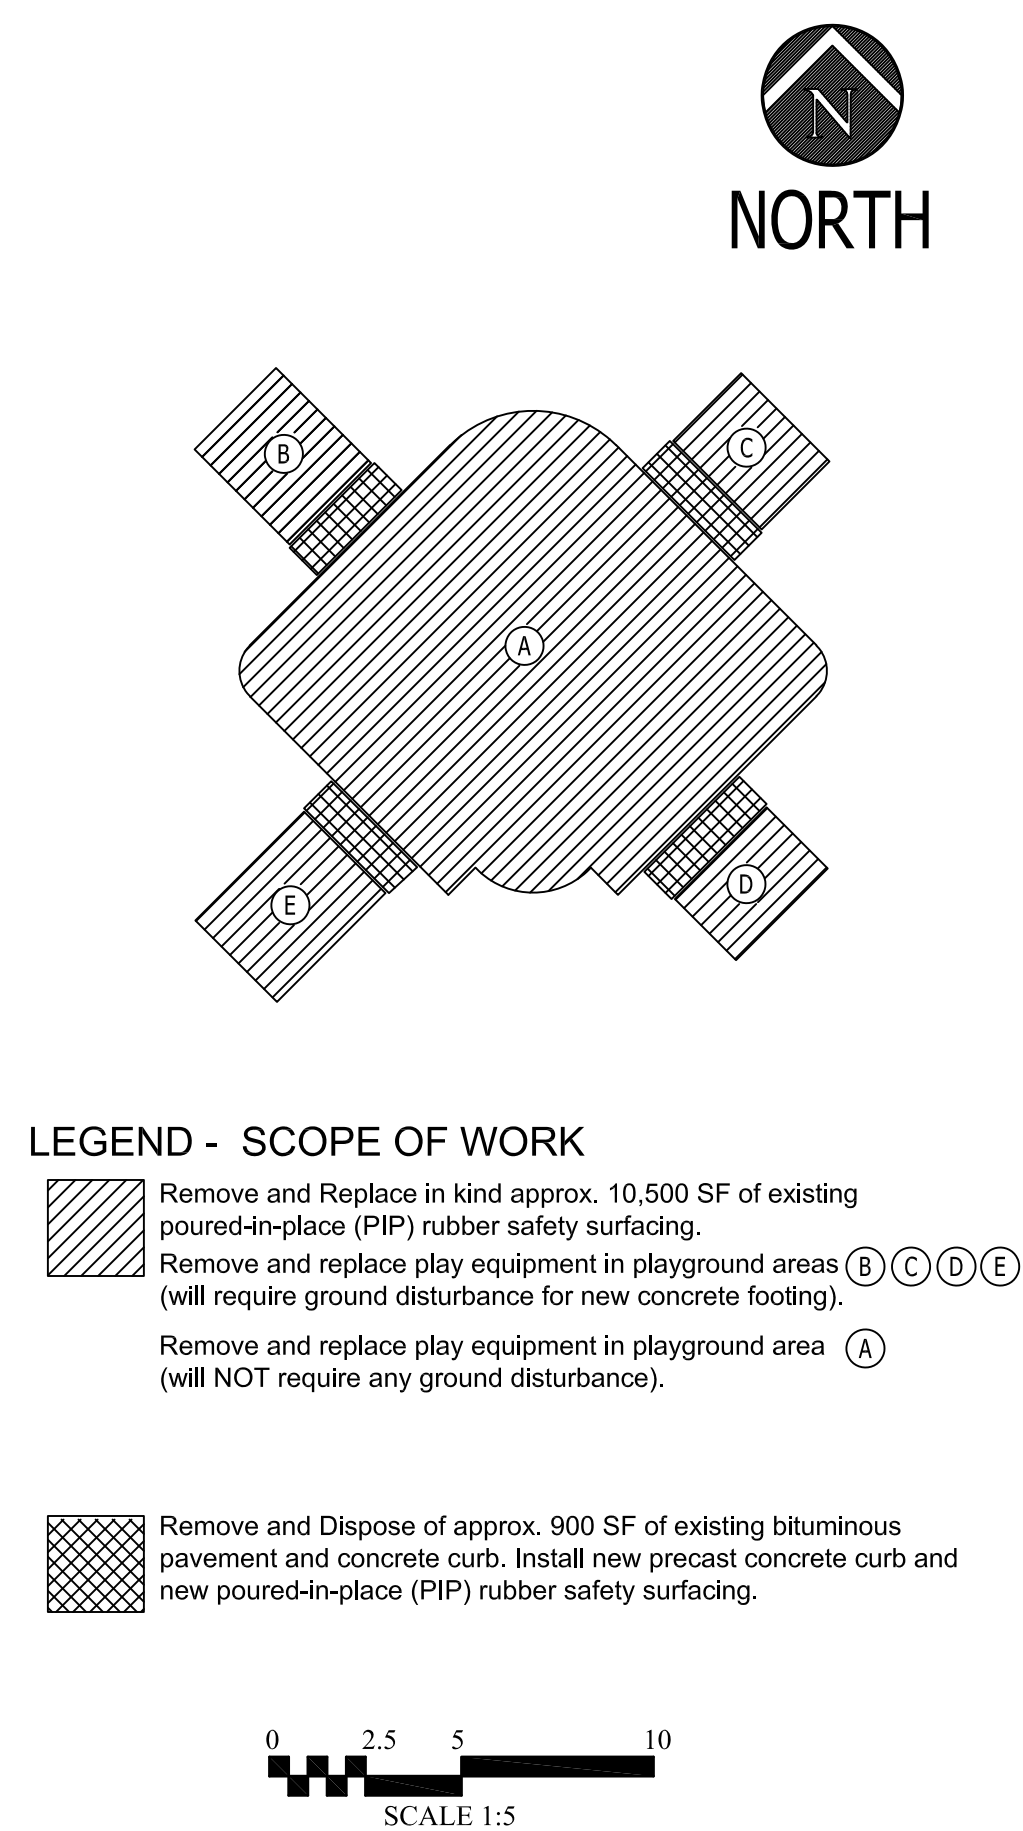 N
NORTH
B
C
A
E
D
LEGEND - SCOPE OF WORK
Remove and Replace in kind approx. 10,500 SF of existing
poured-in-place (PIP) rubber safety surfacing.
Remove and replace play equipment in playground areas B C D E
(will require ground disturbance for new concrete footing).
Remove and replace play equipment in playground area A
(will NOT require any ground disturbance).
Remove and Dispose of approx. 900 SF of existing bituminous
pavement and concrete curb. Install new precast concrete curb and
new poured-in-place (PIP) rubber safety surfacing.
0 2.5 5 10
SCALE 1:5